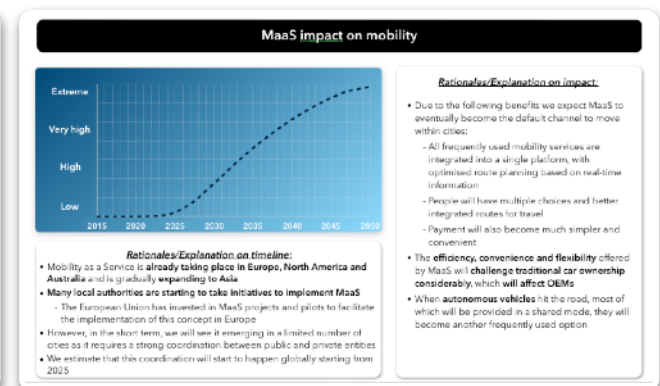 MaaS impact on mobility
Extreme
Very high
High
Low
2015 2020 2025 2030 2035 2040 2045 2050
Rationales/Explanation on timeline:
• Mobility as a Service is already taking place in Europe, North America and
Australia and is gradually expanding to Asia
• Many local authorities are starting to take initiatives to implement MaaS
- The European Union has invested in MaaS projects and pilots to facilitate
the implementation of this concept in Europe
• However, in the short term, we will see it emerging in a limited number of
cities as it requires a strong coordination between public and private entities
• We estimate that this coordination will start to happen globally starting from
2025
Rationales/Explanation on impact:
• Due to the following benefits we expect MaaS to
eventually become the default channel to move
within cities:
- All frequently used mobility services are
integrated into a single platform, with
optimised route planning based on real-time
information
- People will have multiple choices and better
integrated routes for travel
- Payment will also become much simpler and
convenient
• The efficiency, convenience and flexibility offered
by MaaS will challenge traditional car ownership
considerably, which will affect OEMs
• When autonomous vehicles hit the road, most of
which will be provided in a shared mode, they will
become another frequently used option